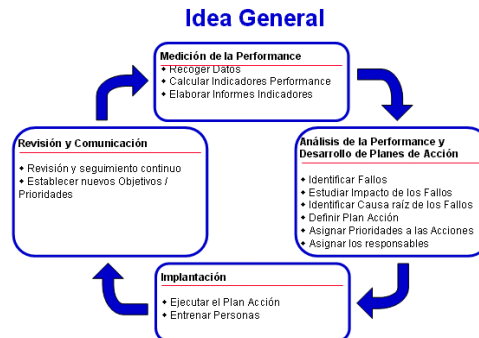 Idea General
Medición de la Performance
◆ Recoger Datos
◆ Calcular Indicadores Performance
◆ Elaborar Informes Indicadores
Análisis de la Performance y
Desarrollo de Planes de Acción
◆ Identificar Fallos
◆ Estudiar Impacto de los Fallos
◆ Identificar Causa raíz de los Fallos
◆ Definir Plan Acción
◆ Asignar Prioridades a las Acciones
◆ Asignar los responsables
Implantación
◆ Ejecutar el Plan Acción
◆ Entrenar Personas
Revisión y Comunicación
◆ Revisión y seguimiento continuo
◆ Establecer nuevos Objetivos /
Prioridades